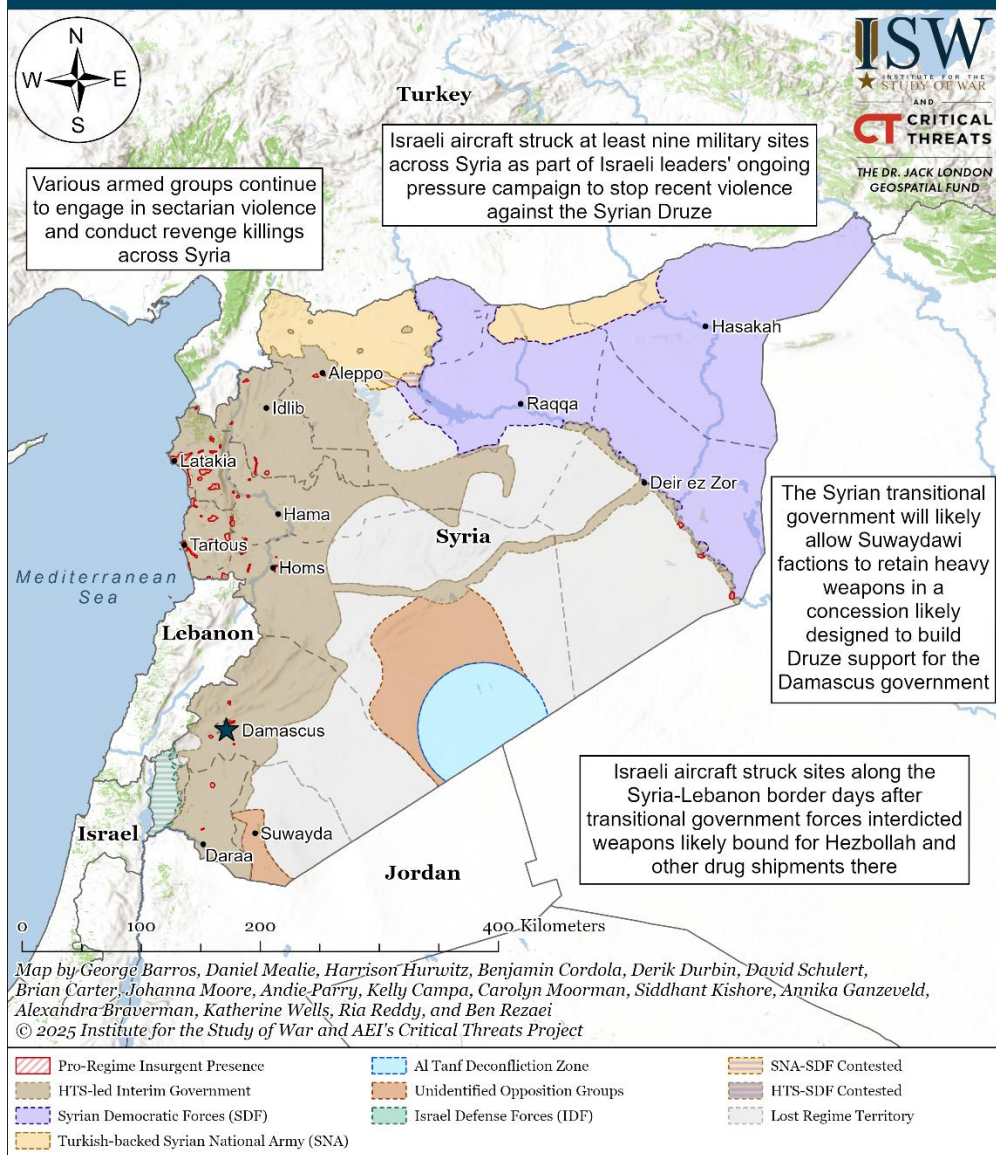 N
W
E
S
ISW
INSTITUTE FOR THE
STUDY OF WAR
AND
CT CRITICAL
THREATS
THE DR. JACK LONDON
GEOSPATIAL FUND
Turkey
Israeli aircraft struck at least nine military sites
across Syria as part of Israeli leaders' ongoing
pressure campaign to stop recent violence
against the Syrian Druze
Various armed groups continue
to engage in sectarian violence
and conduct revenge killings
across Syria
Hasakah
Aleppo
Idlib
Raqqa
Latakia
Deir ez Zor
Hama
Syria
Tartous
Homs
Mediterranean
Sea
Lebanon
The Syrian transitional
government will likely
allow Suwaydawi
factions to retain heavy
weapons in a
concession likely
designed to build
Druze support for the
Damascus government
Damascus
Israel
Suwayda
Daraa
Jordan
Israeli aircraft struck sites along the
Syria-Lebanon border days after
transitional government forces interdicted
weapons likely bound for Hezbollah and
other drug shipments there
0 100 200 400 Kilometers
Map by George Barros, Daniel Mealie, Harrison Hurwitz, Benjamin Cordola, Derik Durbin, David Schulert,
Brian Carter, Johanna Moore, Andie Parry, Kelly Campa, Carolyn Moorman, Siddhant Kishore, Annika Ganzeveld,
Alexandra Braverman, Katherine Wells, Ria Reddy, and Ben Rezaei
© 2025 Institute for the Study of War and AEI's Critical Threats Project
Pro-Regime Insurgent Presence
HTS-led Interim Government
Syrian Democratic Forces (SDF)
Turkish-backed Syrian National Army (SNA)
Al Tanf Deconfliction Zone
Unidentified Opposition Groups
Israel Defense Forces (IDF)
SNA-SDF Contested
HTS-SDF Contested
Lost Regime Territory